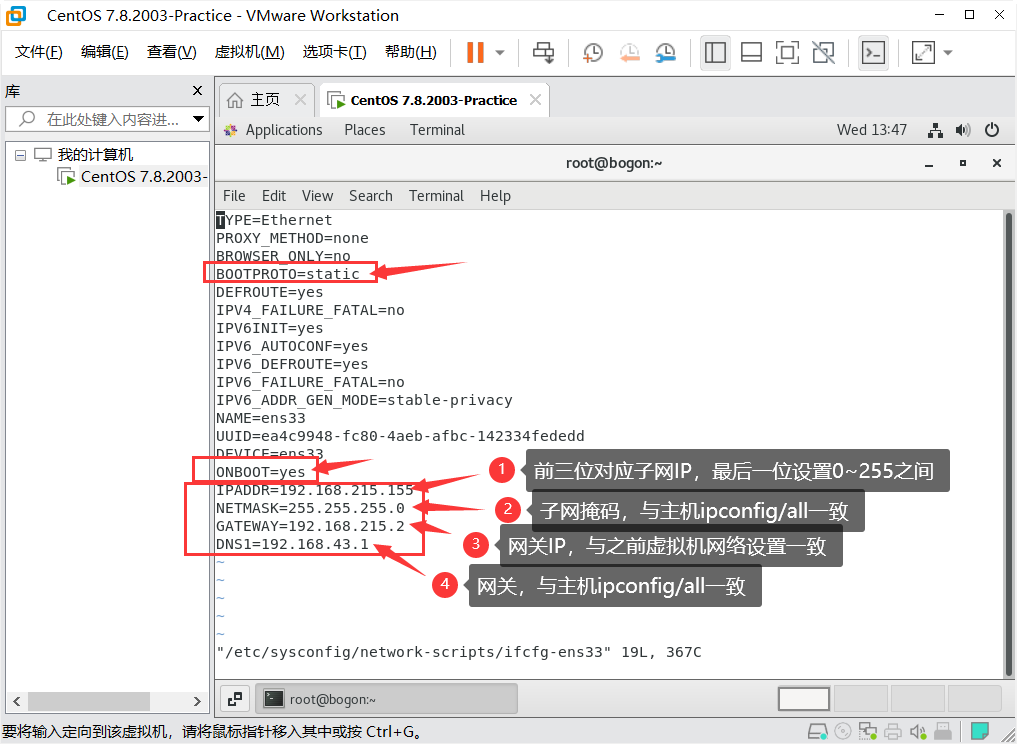 CentOS 7.8.2003-Practice - VMware Workstation
文件(F) 编辑(E) 查看(V) 虚拟机(M) 选项卡(T) 帮助(H)
库
在此处键入内容进...
我的计算机
CentOS 7.8.2003-
主页
CentOS 7.8.2003-Practice
Applications Places Terminal Wed 13:47
root@bogon:~
File Edit View Search Terminal Help
TYPE=Ethernet
PROXY_METHOD=none
BROWSER_ONLY=no
BOOTPROTO=static
DEFROUTE=yes
IPV4_FAILURE_FATAL=no
IPV6INIT=yes
IPV6_AUTOCONF=yes
IPV6_DEFROUTE=yes
IPV6_FAILURE_FATAL=no
IPV6_ADDR_GEN_MODE=stable-privacy
NAME=ens33
UUID=ea4c9948-fc80-4aeb-afbc-142334fededd
DEVICE=ens33
ONBOOT=yes
IPADDR=192.168.215.155
NETMASK=255.255.255.0
GATEWAY=192.168.215.2
DNS1=192.168.43.1
1 前三位对应子网IP，最后一位设置0~255之间
2 子网掩码，与主机ipconfig/all一致
3 网关IP，与之前虚拟机网络设置一致
4 网关，与主机ipconfig/all一致
~
~
~
~
~
"/etc/sysconfig/network-scripts/ifcfg-ens33" 19L, 367C
root@bogon:~
要将输入定向到该虚拟机，请将鼠标指针移入其中或按 Ctrl+G。